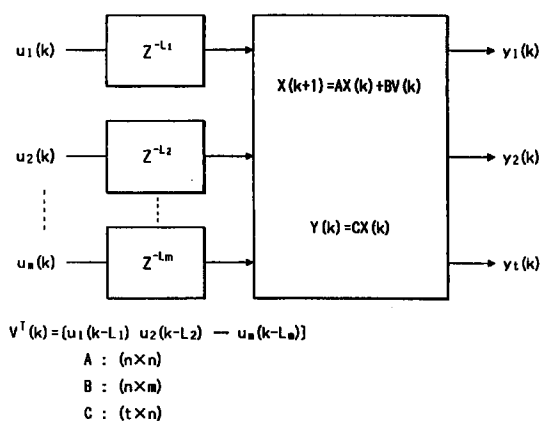 u₁(k) Z⁻ᴸ¹ y₁(k)
X(k+1)=AX(k)+BV(k)
u₂(k) Z⁻ᴸ² y₂(k)
Y(k)=CX(k)
uₘ(k) Z⁻ᴸᵐ yt(k)
Vᵀ(k)=[u₁(k-L₁) u₂(k-L₂) — uₘ(k-Lₘ)]
A : (n×n)
B : (n×m)
C : (t×n)